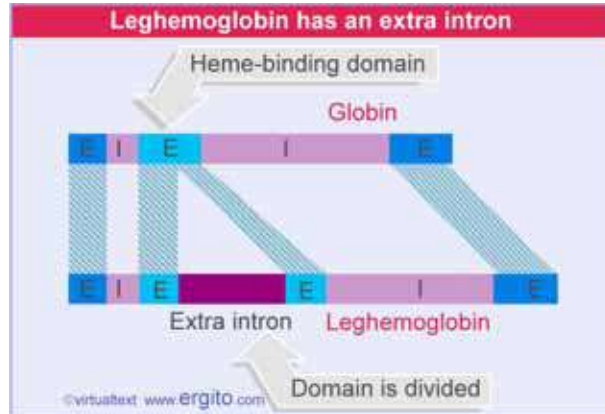 Leghemoglobin has an extra intron
Heme-binding domain
Globin
E I E I E
E I E E I E
Extra intron Leghemoglobin
Domain is divided
©virtualtext www.ergito.com